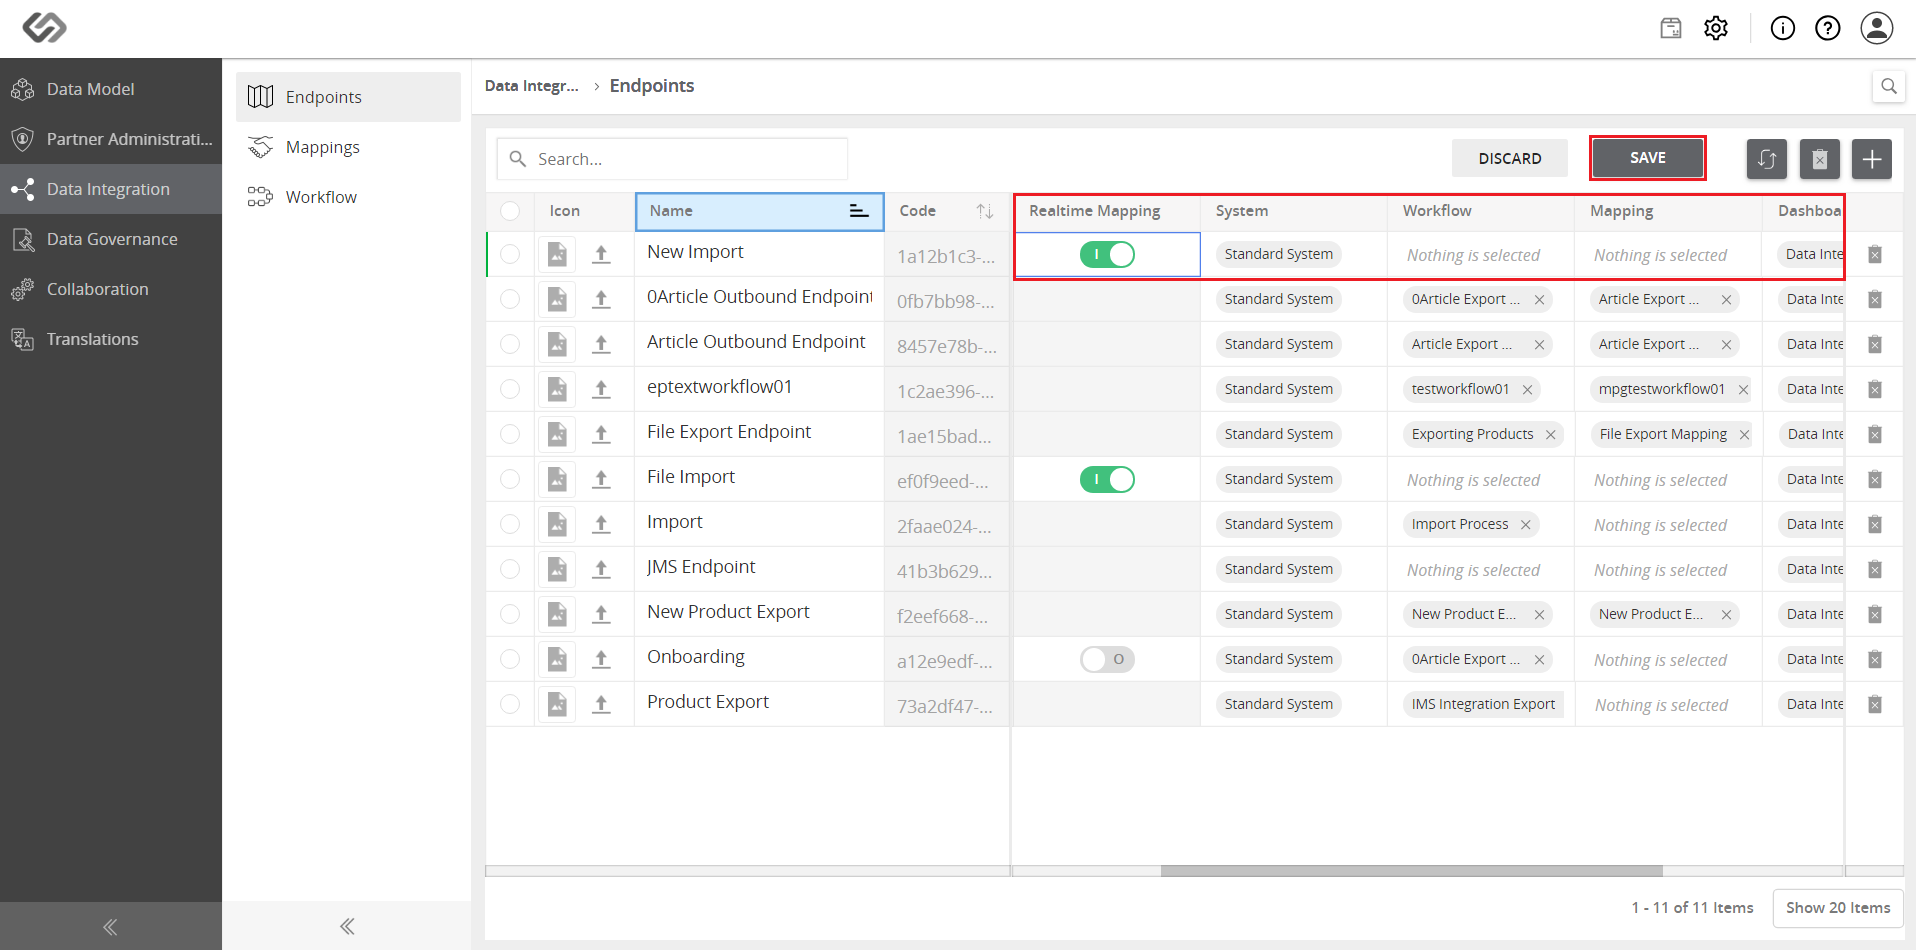 Data Model
Partner Administrati...
Data Integration
Data Governance
Collaboration
Translations
Endpoints
Mappings
Workflow
Data Integr... › Endpoints
Search...
DISCARD
SAVE
Icon Name Code Realtime Mapping System Workflow Mapping Dashboa
New Import 1a12b1c3-... I Standard System Nothing is selected Nothing is selected Data Inte
0Article Outbound Endpoint 0fb7bb98-... Standard System 0Article Export ... Article Export ... Data Inte
Article Outbound Endpoint 8457e78b-... Standard System Article Export ... Article Export ... Data Inte
eptextworkflow01 1c2ae396-... Standard System testworkflow01 mpgtestworkflow01 Data Inte
File Export Endpoint 1ae15bad... Standard System Exporting Products File Export Mapping Data Inte
File Import ef0f9eed-... I Standard System Nothing is selected Nothing is selected Data Inte
Import 2faae024-... Standard System Import Process Nothing is selected Data Inte
JMS Endpoint 41b3b629... Standard System Nothing is selected Nothing is selected Data Inte
New Product Export f2eef668-... Standard System New Product E... New Product E... Data Inte
Onboarding a12e9edf-... O Standard System 0Article Export ... Nothing is selected Data Inte
Product Export 73a2df47-... Standard System IMS Integration Export Nothing is selected Data Inte
1 - 11 of 11 Items
Show 20 Items